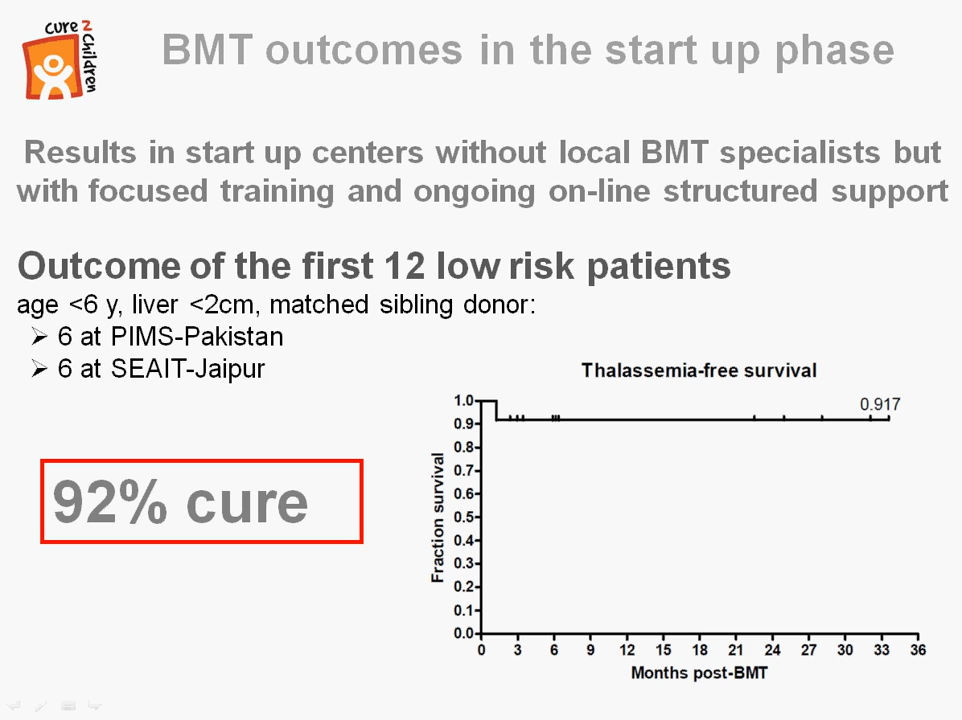 cure 2 children
BMT outcomes in the start up phase
Results in start up centers without local BMT specialists but
with focused training and ongoing on-line structured support
Outcome of the first 12 low risk patients
age <6 y, liver <2cm, matched sibling donor:
➢ 6 at PIMS-Pakistan
➢ 6 at SEAIT-Jaipur
92% cure
Thalassemia-free survival
0.917
Fraction survival
1.0
0.9
0.8
0.7
0.6
0.5
0.4
0.3
0.2
0.1
0.0
0 3 6 9 12 15 18 21 24 27 30 33 36
Months post-BMT